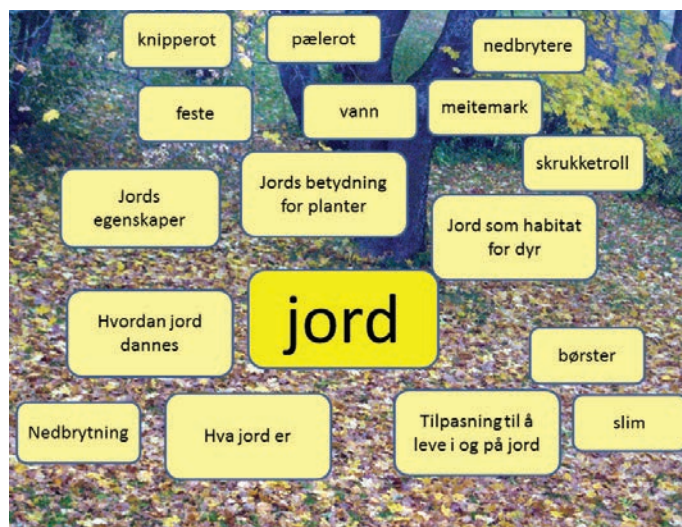 knipperot
pælerot
nedbrytere
feste
vann
meitemark
skrukketroll
Jords
egenskaper
Jords betydning
for planter
Jord som habitat
for dyr
jord
Hvordan jord
dannes
børster
Nedbrytning
Hva jord er
Tilpasning til å
leve i og på jord
slim